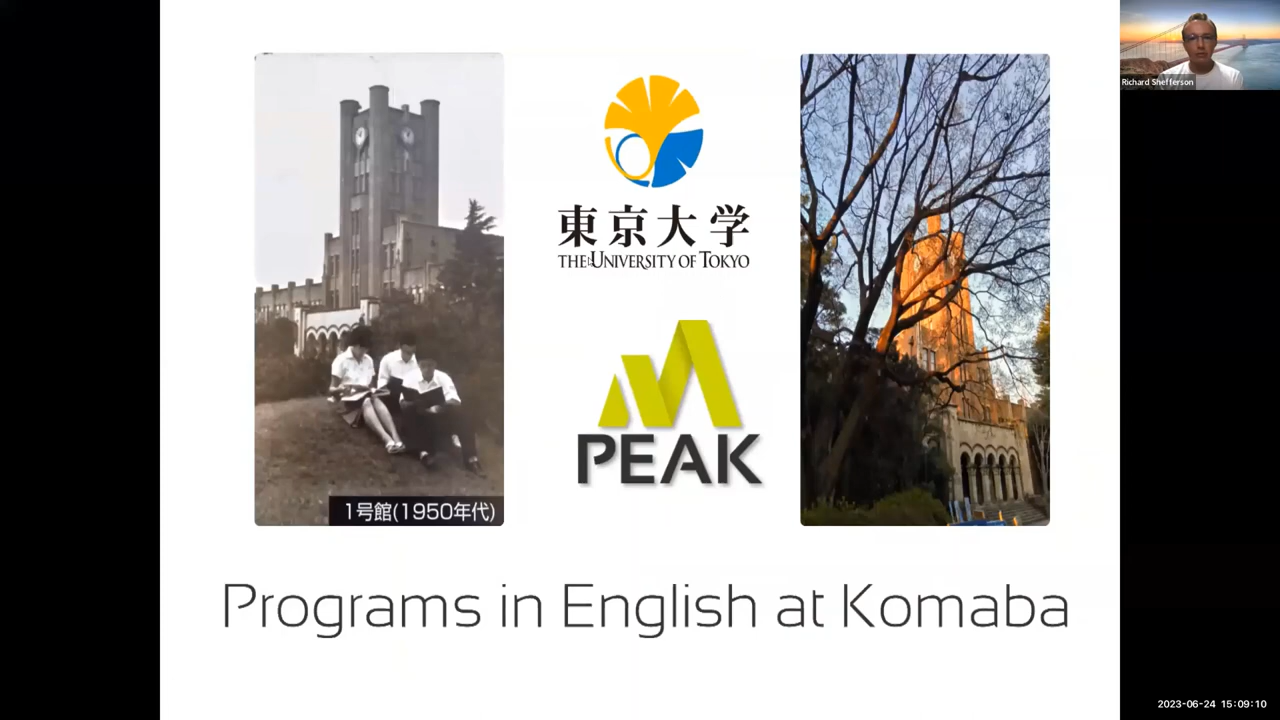 Richard Shefferson
東京大学
THE UNIVERSITY OF TOKYO
PEAK
1号館(1950年代)
Programs in English at Komaba
2023-06-24 15:09:10